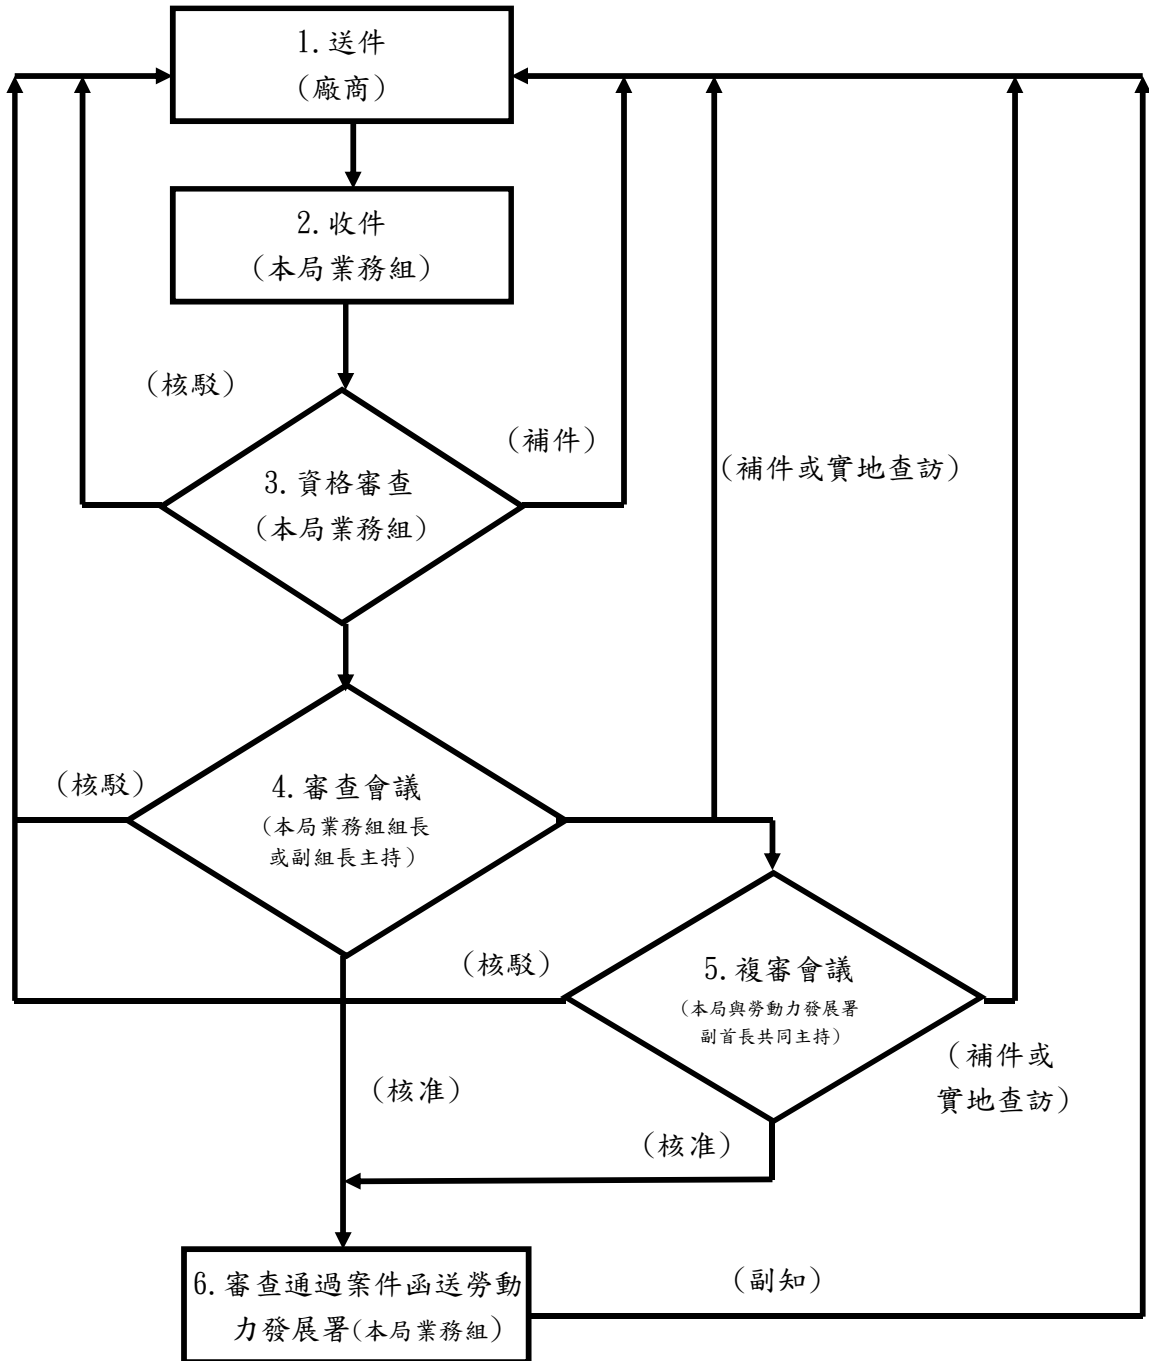 1. 送件
(廠商)
2. 收件
(本局業務組)
(核駁)
(補件)
3. 資格審查
(本局業務組)
(補件或實地查訪)
(核駁)
4. 審查會議
(本局業務組組長
或副組長主持)
(核駁)
5. 複審會議
(本局與勞動力發展署
副首長共同主持)
(補件或
實地查訪)
(核准)
(核准)
6. 審查通過案件函送勞動
力發展署(本局業務組)
(副知)